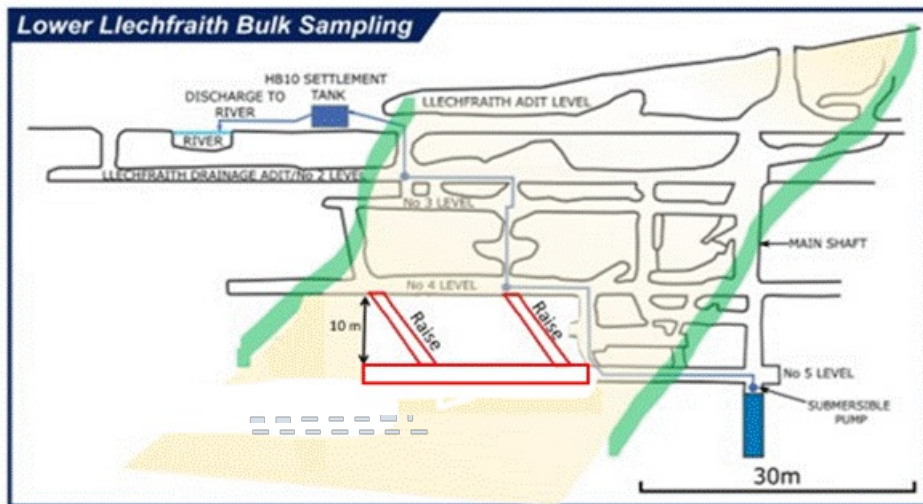 Lower Llechfraith Bulk Sampling
HB10 SETTLEMENT
TANK
DISCHARGE TO
RIVER
LLECHFRAITH ADIT LEVEL
RIVER
LLECHFRAITH DRAINAGE ADIT/No 2 LEVEL
No 3 LEVEL
MAIN SHAFT
No 4 LEVEL
10 m
Raise
Raise
No 5 LEVEL
SUBMERSIBLE
PUMP
30m